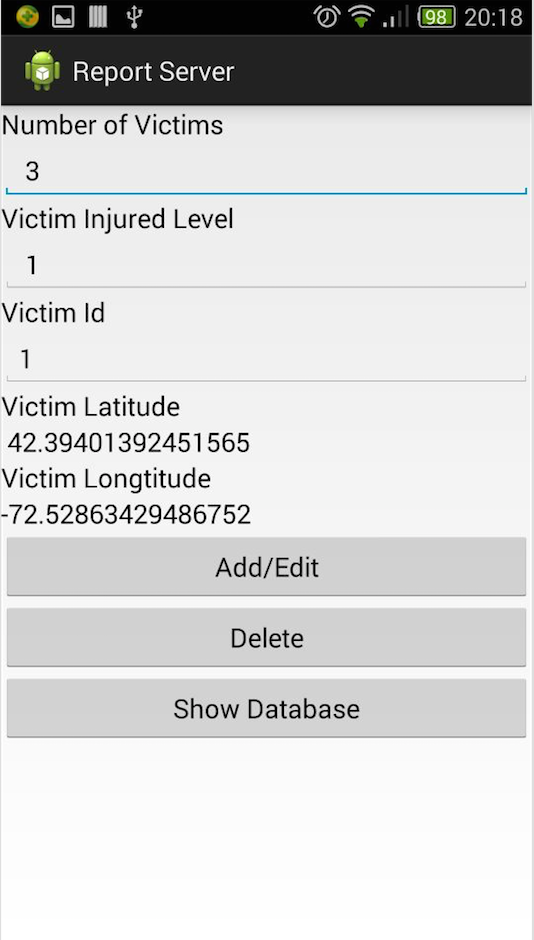 98 20:18
Report Server
Number of Victims
3
Victim Injured Level
1
Victim Id
1
Victim Latitude
42.39401392451565
Victim Longtitude
-72.52863429486752
Add/Edit
Delete
Show Database